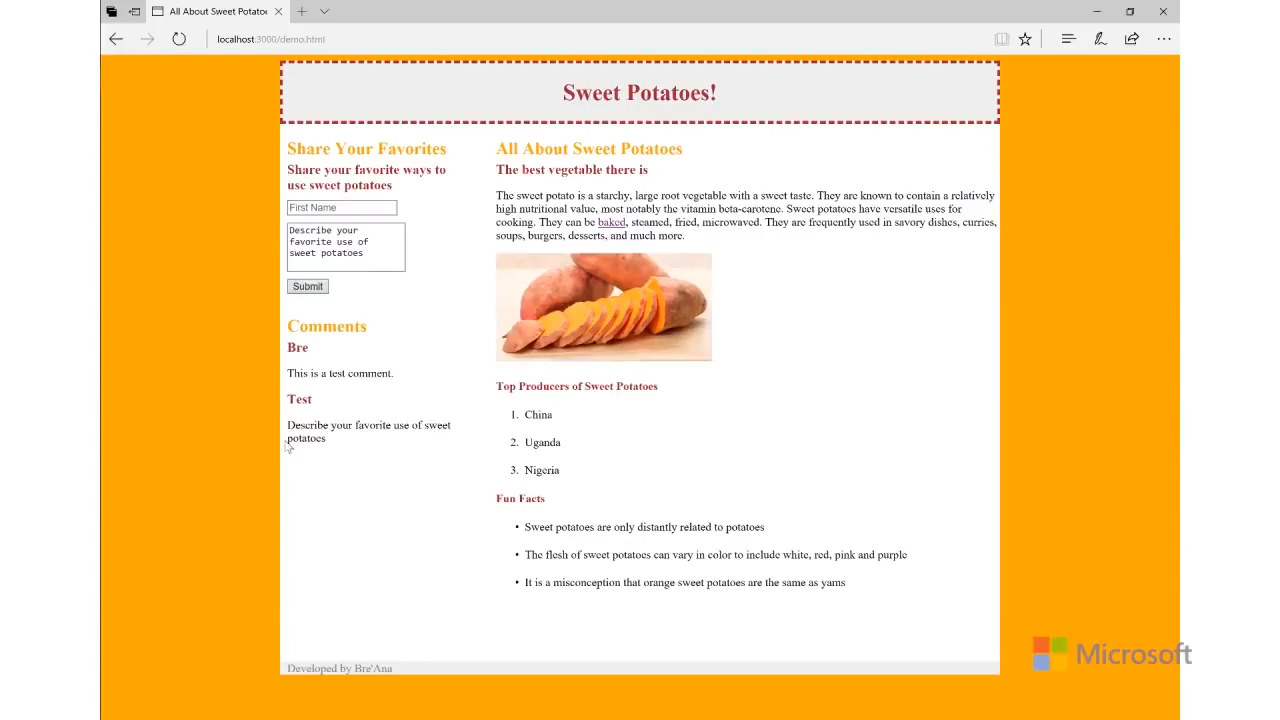 All About Sweet Potatoe
localhost:3000/demo.html
Sweet Potatoes!
Share Your Favorites
Share your favorite ways to
use sweet potatoes
First Name
Describe your
favorite use of
sweet potatoes
Submit
Comments
Bre
This is a test comment.
Test
Describe your favorite use of sweet
potatoes
All About Sweet Potatoes
The best vegetable there is
The sweet potato is a starchy, large root vegetable with a sweet taste. They are known to contain a relatively
high nutritional value, most notably the vitamin beta-carotene. Sweet potatoes have versatile uses for
cooking. They can be baked, steamed, fried, microwaved. They are frequently used in savory dishes, curries,
soups, burgers, desserts, and much more.
Top Producers of Sweet Potatoes
1. China
2. Uganda
3. Nigeria
Fun Facts
• Sweet potatoes are only distantly related to potatoes
• The flesh of sweet potatoes can vary in color to include white, red, pink and purple
• It is a misconception that orange sweet potatoes are the same as yams
Developed by Bre'Ana
Microsoft